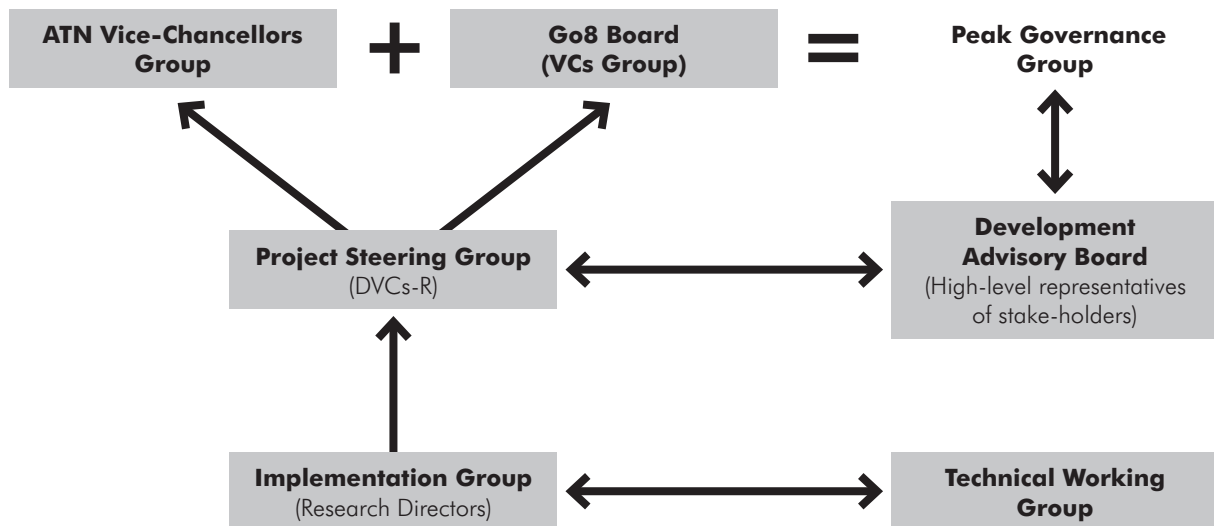 ATN Vice-Chancellors
Group
+
Go8 Board
(VCs Group)
=
Peak Governance
Group
Project Steering Group
(DVCs-R)
Development
Advisory Board
(High-level representatives
of stake-holders)
Implementation Group
(Research Directors)
Technical Working
Group